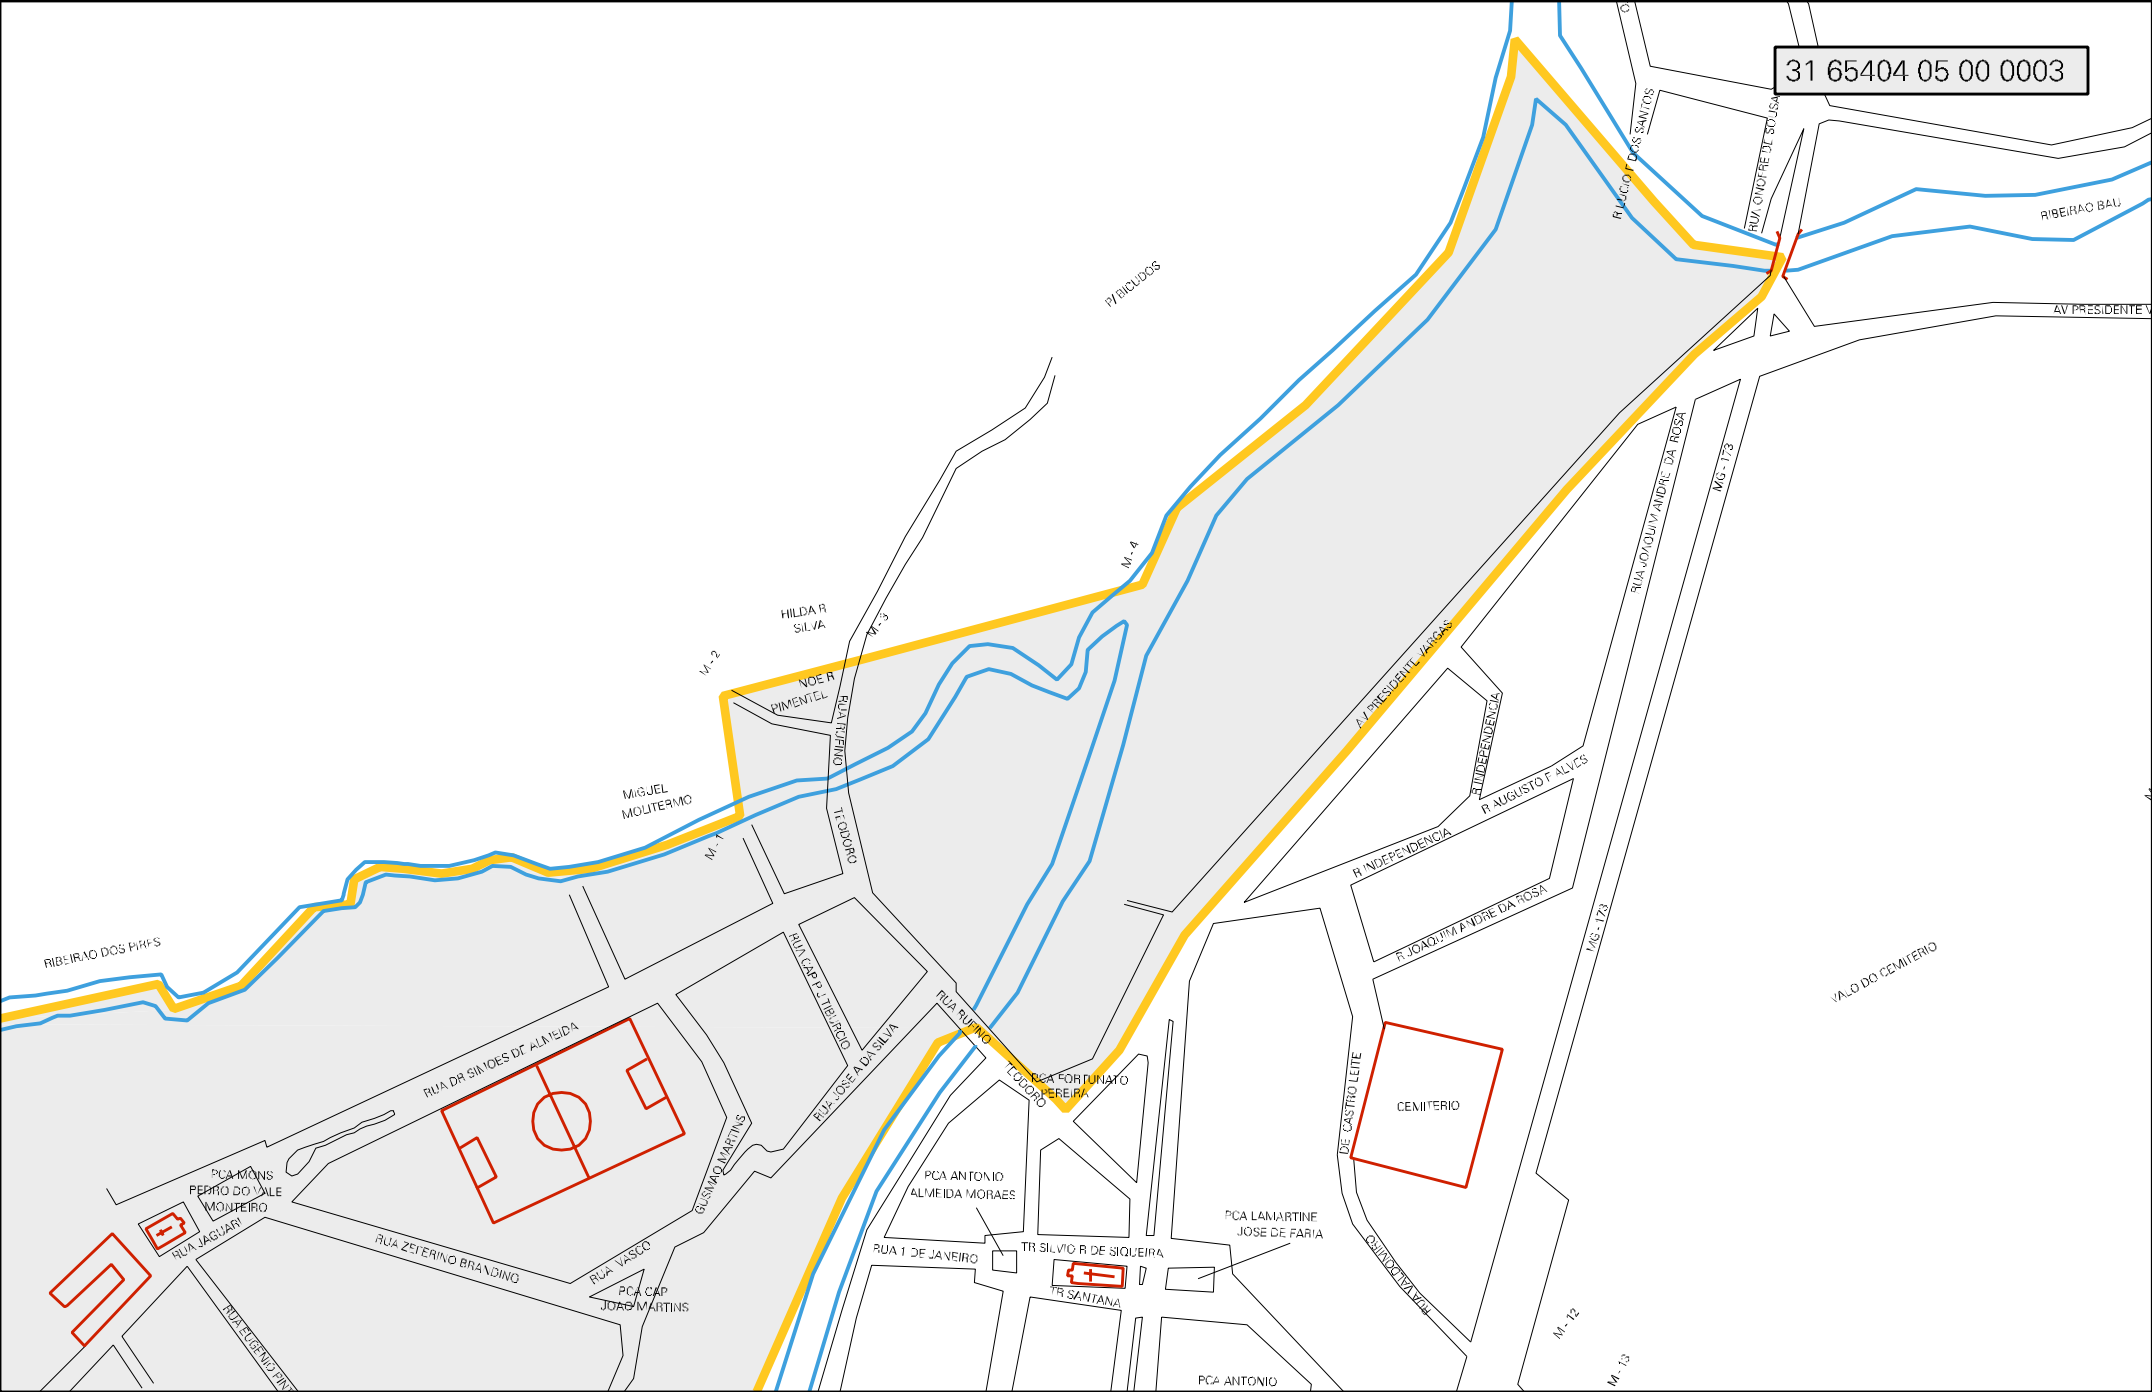 31 65404 05 00 0003
R LUCIO F DOS SANTOS
RUA ONOFRE DE SOUSA
RIBEIRAO BAU
AV PRESIDENTE V
P/ BICUDOS
RUA JOAQUIM ANDRE DA ROSA
MG - 173
M - 4
HILDA R
SILVA
M - 3
M - 2
NOE R
PIMENTEL
RUA RUFINO
TEODORO
AV PRESIDENTE VARGAS
R INDEPENDENCIA
R AUGUSTO F ALVES
MIGUEL
MOLITERMO
M - 1
R INDEPENDENCIA
R JOAQUIM ANDRE DA ROSA
MG - 173
VALO DO CEMITERIO
RIBEIRAO DOS PIRES
RUA CAP P J TIBURCIO
RUA RUFINO
TEODORO
RUA DR SIMOES DE ALMEIDA
RUA JOSE A DA SILVA
PCA FORTUNATO
PEREIRA
CEMITERIO
DE CASTRO LEITE
RUA VALDOMIRO
GUSMAO MARTINS
RUA VASCO
PCA MONS
PEDRO DO VALE
MONTEIRO
RUA JAGUARI
RUA ZEFERINO BRANDING
PCA ANTONIO
ALMEIDA MORAES
PCA LAMARTINE
JOSE DE FARIA
RUA 1 DE JANEIRO
TR SILVIO R DE SIQUEIRA
TR SANTANA
PCA CAP
JOAO MARTINS
RUA EUGENIO PINT
M - 12
M - 13
PCA ANTONIO